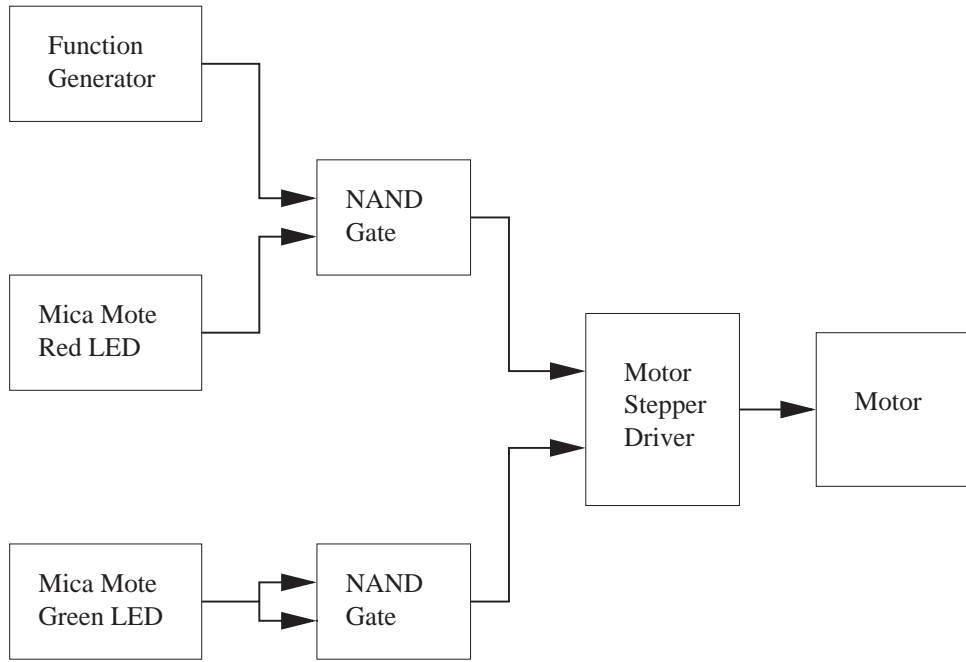 Function
Generator
NAND
Gate
Mica Mote
Red LED
Motor
Stepper
Driver
Motor
Mica Mote
Green LED
NAND
Gate